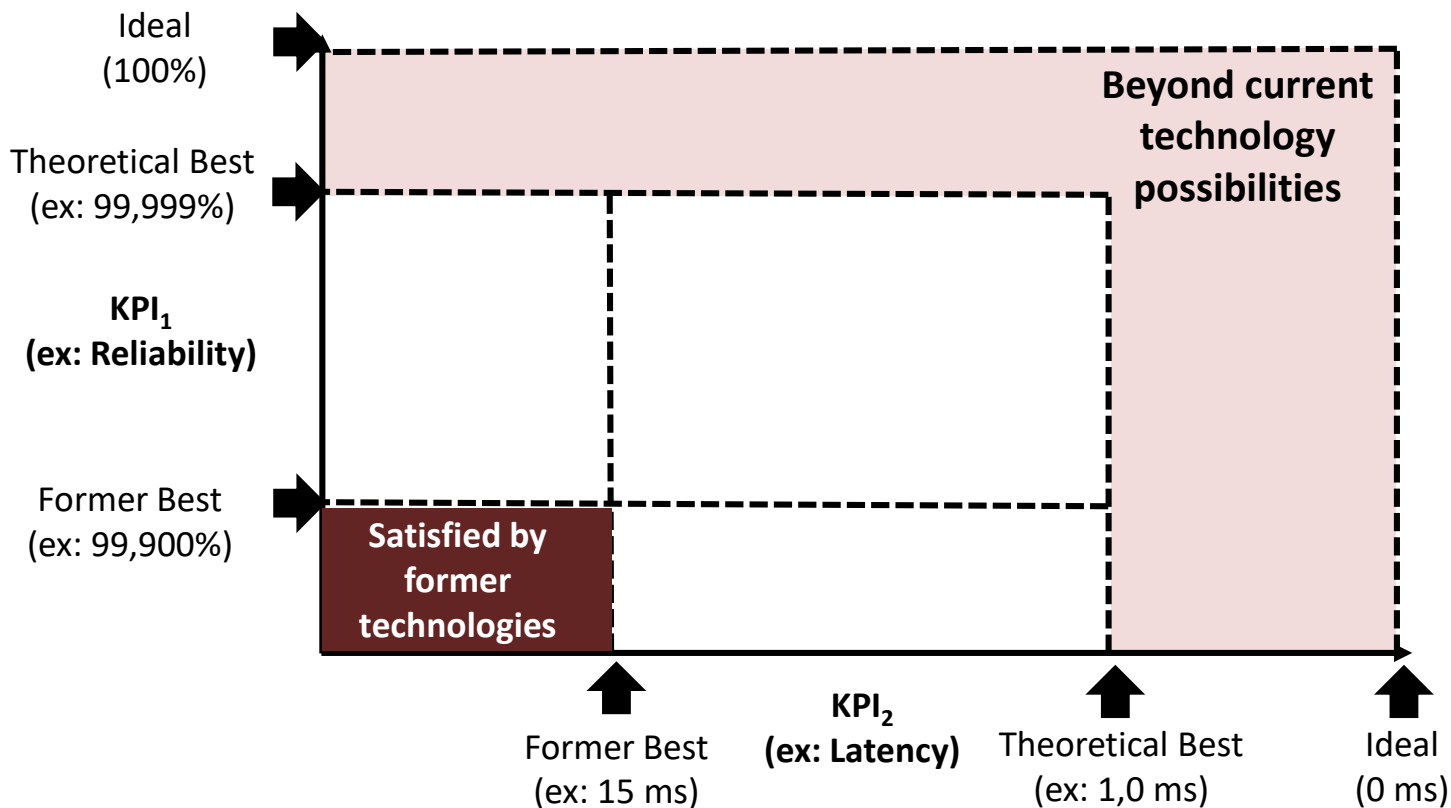 Ideal
(100%)
Beyond current
technology
possibilities
Theoretical Best
(ex: 99,999%)
KPI₁
(ex: Reliability)
Former Best
(ex: 99,900%)
Satisfied by
former
technologies
Former Best
(ex: 15 ms)
KPI₂
(ex: Latency)
Theoretical Best
(ex: 1,0 ms)
Ideal
(0 ms)